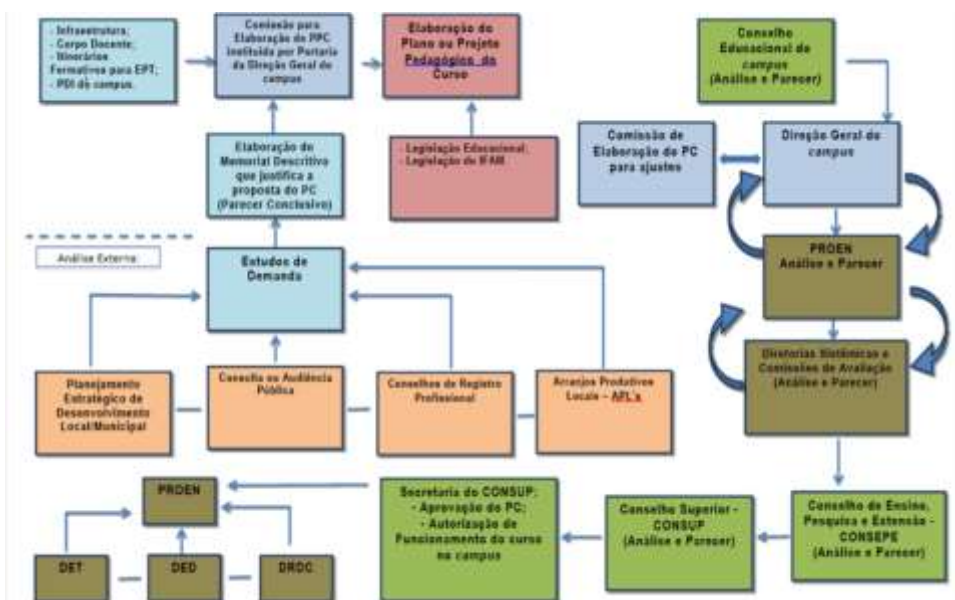 - Infraestrutura;
- Corpo Docente;
- Itinerários
Formativos para EPT;
- PDI do campus.
Comissão para
Elaboração do PPC
instituída por Portaria
da Direção Geral do
campus
Elaboração do
Plano ou Projeto
Pedagógico do
Curso
Conselho
Educacional do
campus
(Análise e Parecer)
Elaboração do
Memorial Descritivo
que justifica a
proposta do PC
(Parecer Conclusivo)
- Legislação Educacional;
- Legislação do IFAM
Comissão de
Elaboração do PC
para ajustes
Direção Geral do
campus
Análise Externa
Estudos de
Demanda
PROEN
Análise e Parecer
Diretorias Sistêmicas e
Comissões de Avaliação
(Análise e Parecer)
Planejamento
Estratégico de
Desenvolvimento
Local/Municipal
Consulta ou Audiência
Pública
Conselhos de Registro
Profissional
Arranjos Produtivos
Locais – APL's
PROEN
Secretaria do CONSUP:
- Aprovação do PC;
- Autorização de
Funcionamento do curso
no campus
Conselho Superior -
CONSUP
(Análise e Parecer)
Conselho de Ensino,
Pesquisa e Extensão -
CONSEPE
(Análise e Parecer)
DET
DED
DRDC